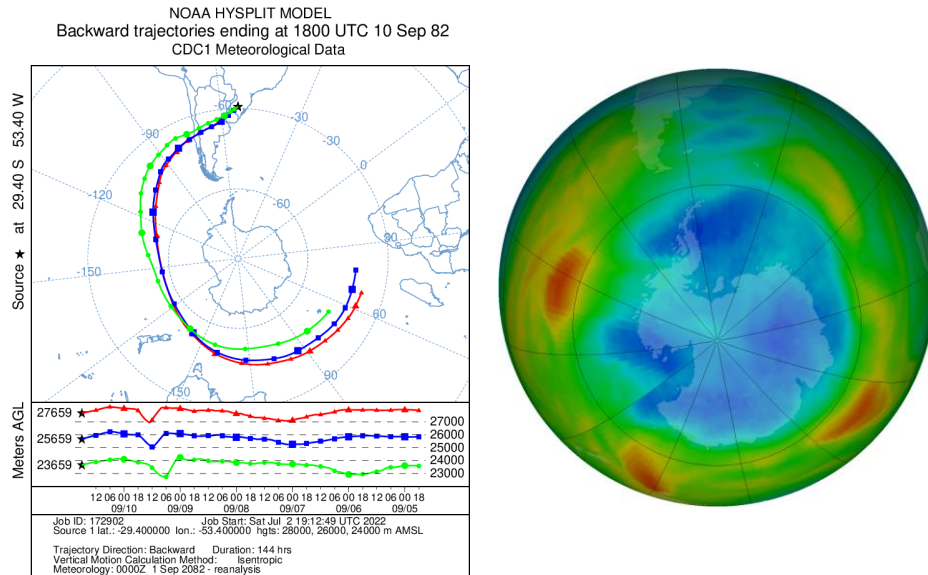 NOAA HYSPLIT MODEL
Backward trajectories ending at 1800 UTC 10 Sep 82
CDC1 Meteorological Data
Source ★ at 29.40 S 53.40 W
-60
-30
-30
0
-90
-120
-60
30
-150
60
-150
90
Meters AGL
27659
25659
23659
27000
26000
25000
24000
23000
12 06 00 18 12 06 00 18 12 06 00 18 12 06 00 18 12 06 00 18 12 06 00 18
09/10 09/09 09/08 09/07 09/06 09/05
Job ID: 172902 Job Start: Sat Jul 2 19:12:49 UTC 2022
Source 1 lat.: -29.400000 lon.: -53.400000 hgts: 28000, 26000, 24000 m AMSL
Trajectory Direction: Backward Duration: 144 hrs
Vertical Motion Calculation Method: Isentropic
Meteorology: 0000Z 1 Sep 2082 - reanalysis